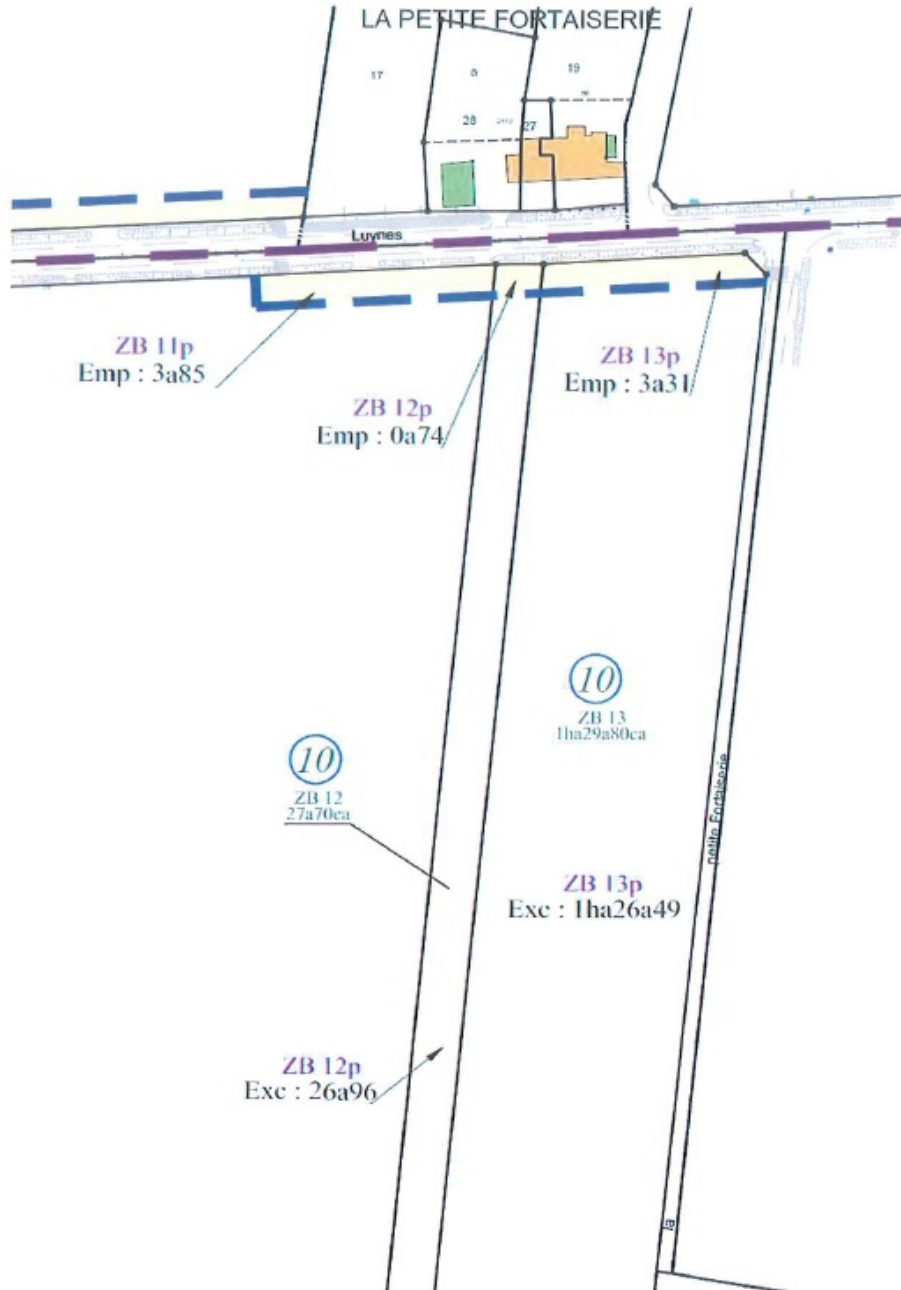 LA PETITE FORTAISERIE
17
19
28
27
Luynes
ZB 11p
Emp : 3a85
ZB 12p
Emp : 0a74
ZB 13p
Emp : 3a31
10
ZB 13
1ha29a80ca
10
ZB 12
27a70ca
petite Fortaiserie
ZB 13p
Exc : 1ha26a49
ZB 12p
Exc : 26a96
la